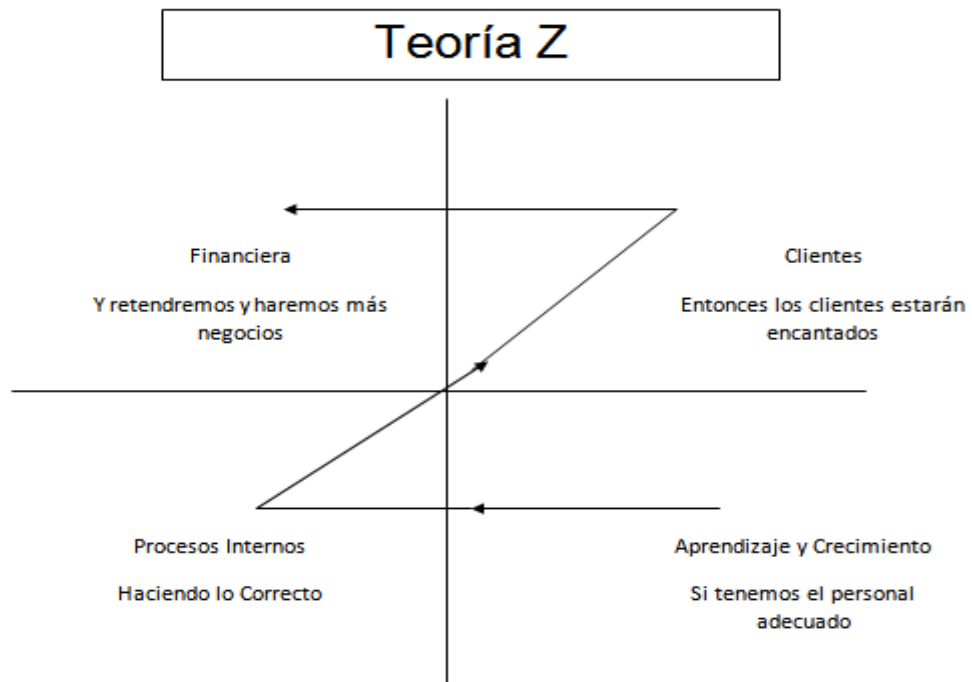 Teoría Z
Financiera
Y retendremos y haremos más
negocios
Clientes
Entonces los clientes estarán
encantados
Procesos Internos
Haciendo lo Correcto
Aprendizaje y Crecimiento
Si tenemos el personal
adecuado